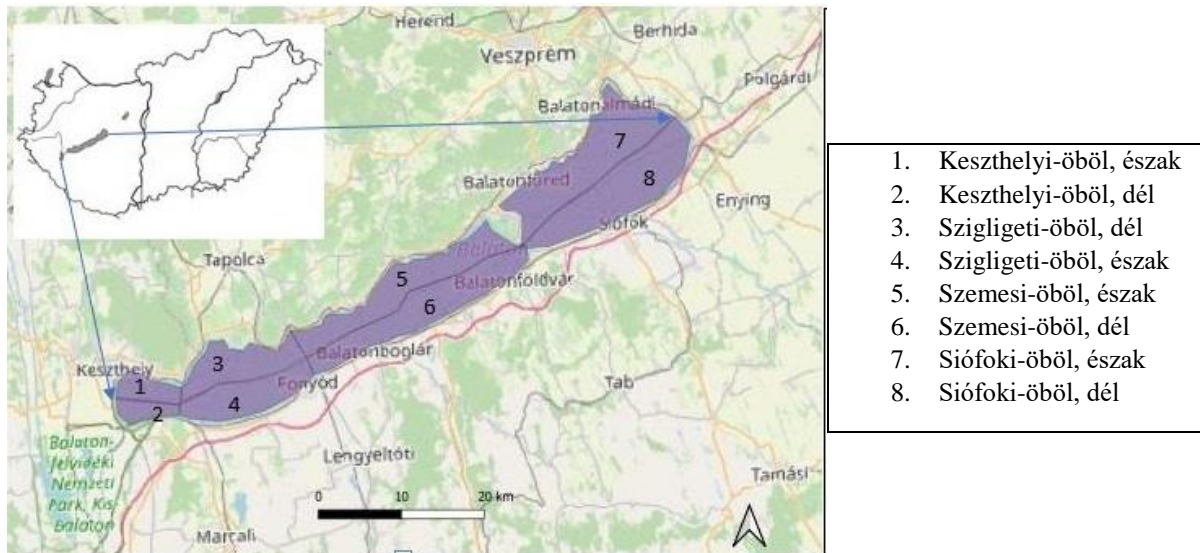 Herend
Berhida
Veszprém
Polgárdi
Balatonalmádi
7
Balatonfüred
8
Enying
Siófok
Balaton
Tapolca
5
Balatonföldvár
6
3
Balatonboglár
Keszthely
1
Fonyód
Tab
2
4
Balaton-
felvidéki
Nemzeti
Park, Kis-
Balaton
Lengyeltóti
Tamási
0 10 20 km
Marcali
1. Keszthelyi-öböl, észak
2. Keszthelyi-öböl, dél
3. Szigligeti-öböl, dél
4. Szigligeti-öböl, észak
5. Szemesi-öböl, észak
6. Szemesi-öböl, dél
7. Siófoki-öböl, észak
8. Siófoki-öböl, dél